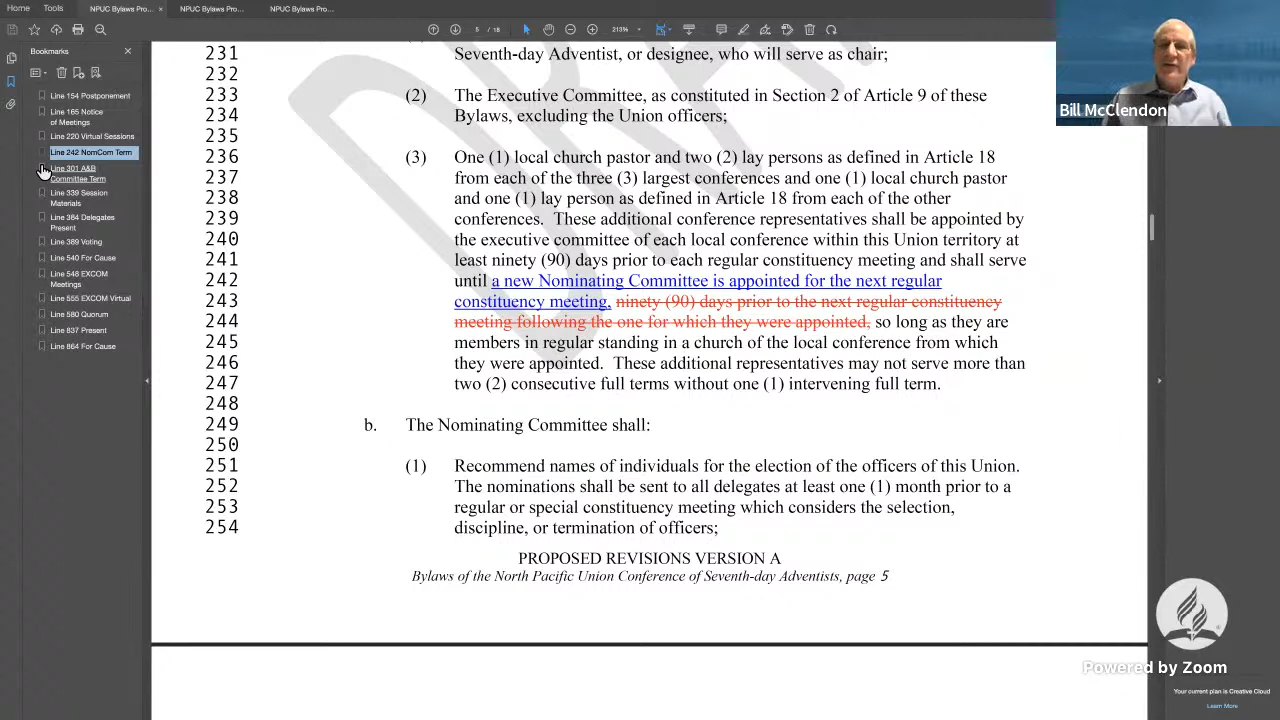 Home Tools NPUC Bylaws Pro... × NPUC Bylaws Pro... NPUC Bylaws Pro...
5 / 18 213%
Bookmarks
Line 154 Postponement
Line 165 Notice
of Meetings
Line 220 Virtual Sessions
Line 242 NomCom Term
Line 301 A&B
Committee Term
Line 339 Session
Materials
Line 384 Delegates
Present
Line 389 Voting
Line 540 For Cause
Line 548 EXCOM
Meetings
Line 555 EXCOM Virtual
Line 580 Quorum
Line 837 Present
Line 864 For Cause
231 Seventh-day Adventist, or designee, who will serve as chair;
232
233 (2) The Executive Committee, as constituted in Section 2 of Article 9 of these
234 Bylaws, excluding the Union officers;
235
236 (3) One (1) local church pastor and two (2) lay persons as defined in Article 18
237 from each of the three (3) largest conferences and one (1) local church pastor
238 and one (1) lay person as defined in Article 18 from each of the other
239 conferences. These additional conference representatives shall be appointed by
240 the executive committee of each local conference within this Union territory at
241 least ninety (90) days prior to each regular constituency meeting and shall serve
242 until a new Nominating Committee is appointed for the next regular
243 constituency meeting, ninety (90) days prior to the next regular constituency
244 meeting following the one for which they were appointed, so long as they are
245 members in regular standing in a church of the local conference from which
246 they were appointed. These additional representatives may not serve more than
247 two (2) consecutive full terms without one (1) intervening full term.
248
249 b. The Nominating Committee shall:
250
251 (1) Recommend names of individuals for the election of the officers of this Union.
252 The nominations shall be sent to all delegates at least one (1) month prior to a
253 regular or special constituency meeting which considers the selection,
254 discipline, or termination of officers;
PROPOSED REVISIONS VERSION A
Bylaws of the North Pacific Union Conference of Seventh-day Adventists, page 5
Bill McClendon
Powered by Zoom
Your current plan is Creative Cloud
Learn More